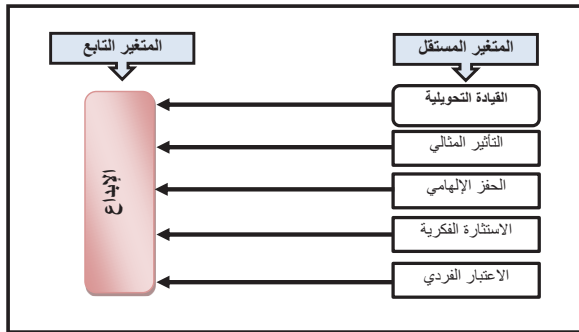 المتغير المستقل
المتغير التابع
القيادة التحويلية
التأثير المثالي
الحفز الإلهامي
الاستثارة الفكرية
الاعتبار الفردي
الإبداع